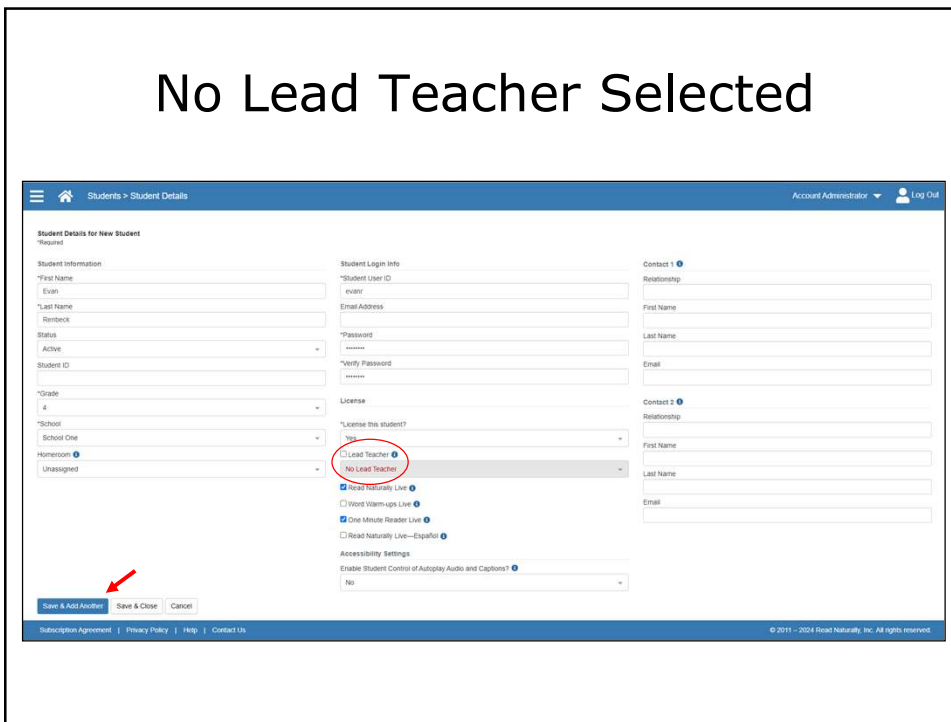 No Lead Teacher Selected
Students > Student Details
Account Administrator
Log Out
Student Details for New Student
*Required
Student Information
*First Name
Evan
*Last Name
Renbeck
Status
Active
Student ID
*Grade
4
*School
School One
Homeroom
Unassigned
Student Login Info
*Student User ID
evanr
Email Address
*Password
********
*Verify Password
********
License
*License this student?
Yes
Lead Teacher
No Lead Teacher
Read Naturally Live
Word Warm-ups Live
One Minute Reader Live
Read Naturally Live—Español
Accessibility Settings
Enable Student Control of Autoplay Audio and Captions?
No
Contact 1
Relationship
First Name
Last Name
Email
Contact 2
Relationship
First Name
Last Name
Email
Save & Add Another
Save & Close
Cancel
Subscription Agreement | Privacy Policy | Help | Contact Us
© 2011 – 2024 Read Naturally, Inc. All rights reserved.